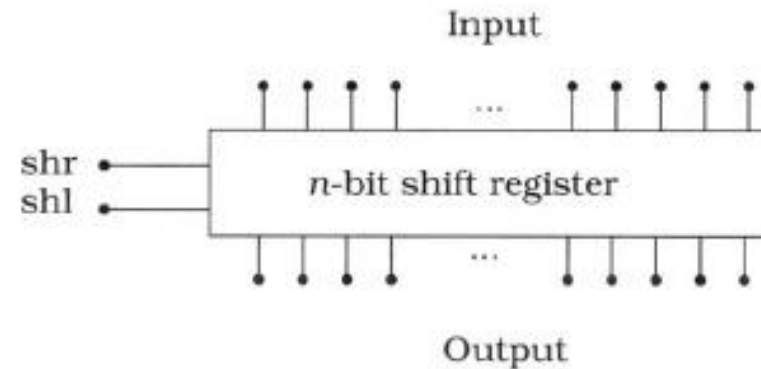 Input
...
shr
n-bit shift register
shl
...
Output